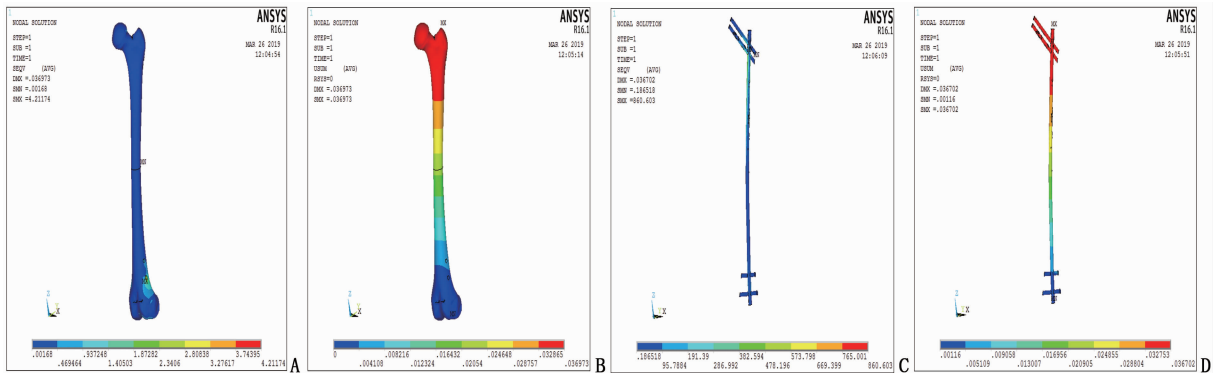 1
NODAL SOLUTION
STEP=1
SUB =1
TIME=1
SEQV (AVG)
DMX =.036973
SMN =.00168
SMX =4.21174
ANSYS
R16.1
MAR 26 2019
12:04:54
MX
Z
Y
X
.00168 .937248 1.87282 2.80838 3.74395
.469464 1.40503 2.3406 3.27617 4.21174
A
NODAL SOLUTION
STEP=1
SUB =1
TIME=1
USUM (AVG)
RSYS=0
DMX =.036973
SMX =.036973
MX
ANSYS
R16.1
MAR 26 2019
12:05:14
Z
Y
X
0 .008216 .016432 .024648 .032865
.004108 .012324 .02054 .028757 .036973
B
1
NODAL SOLUTION
STEP=1
SUB =1
TIME=1
SEQV (AVG)
DMX =.036702
SMN =.186518
SMX =860.603
ANSYS
R16.1
MAR 26 2019
12:06:09
Z
Y
X
.186518 191.39 382.594 573.798 765.001
95.7884 286.992 478.196 669.399 860.603
C
1
NODAL SOLUTION
STEP=1
SUB =1
TIME=1
USUM (AVG)
RSYS=0
DMX =.036702
SMN =.00116
SMX =.036702
MX
ANSYS
R16.1
MAR 26 2019
12:05:51
Z
Y
X
.00116 .009058 .016956 .024855 .032753
.005109 .013007 .020905 .028804 .036702
D